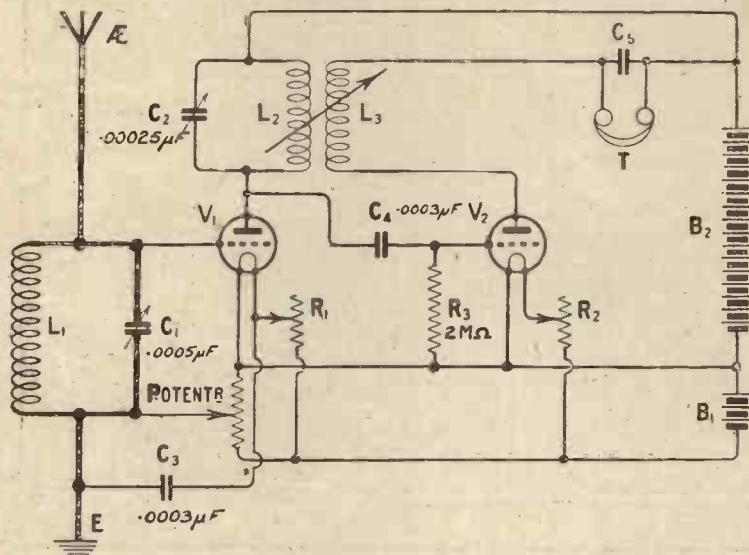 Æ
C5
C2
.00025μF
L2
L3
T
V1
C4 .0003μF
V2
B2
L1
C1
.0005μF
R1
R3
2MΩ
R2
POTENTR
B1
C3
.0003μF
E